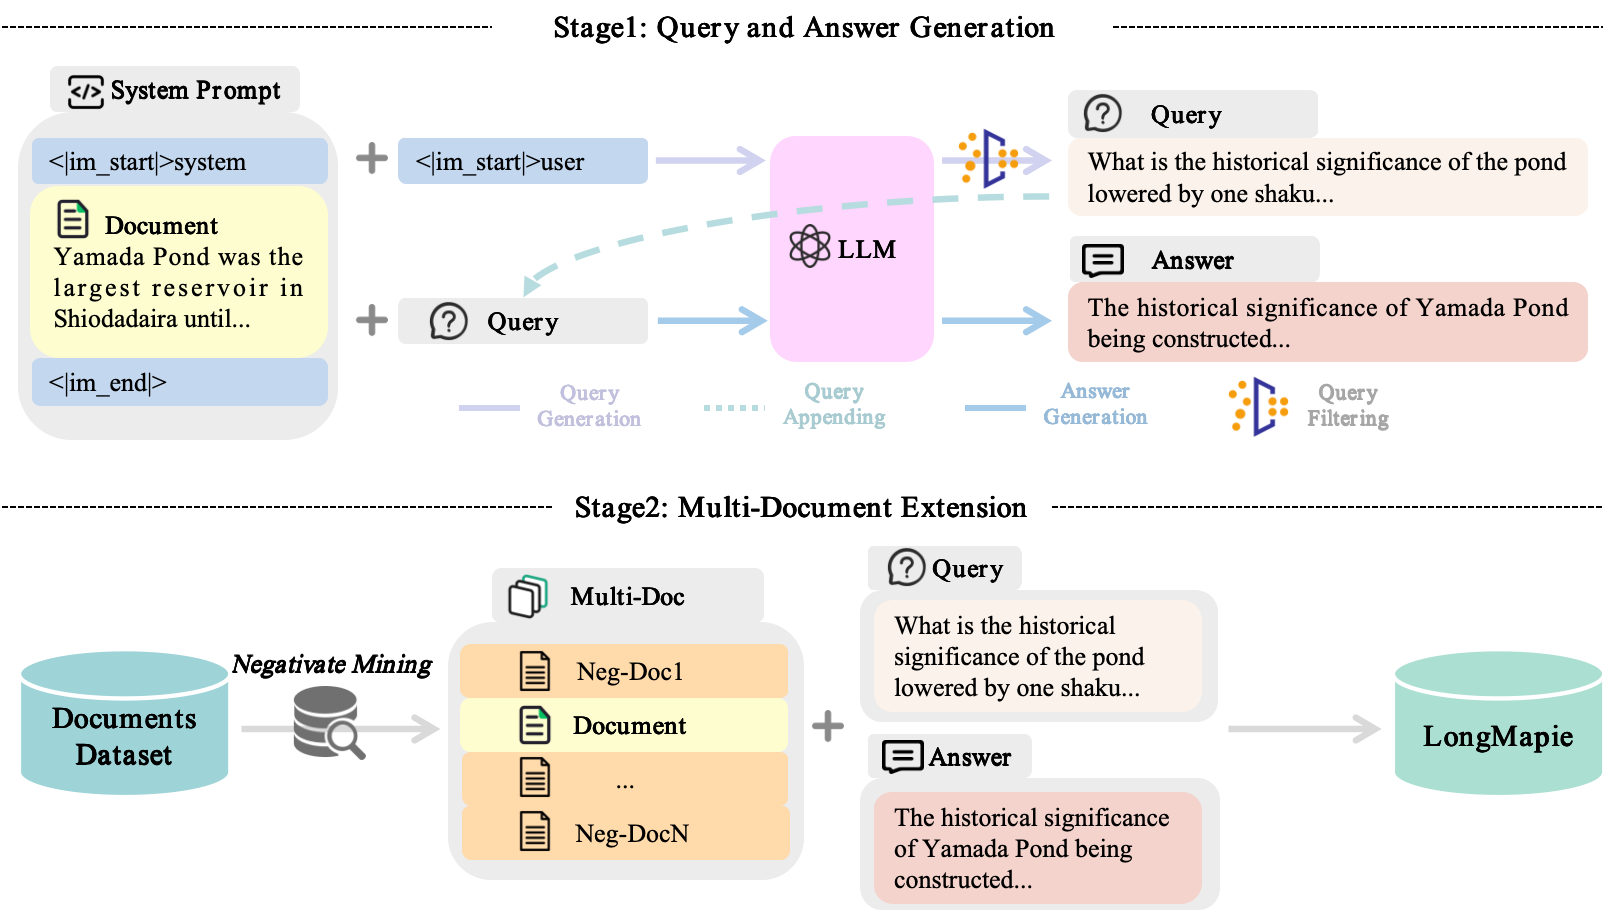 Stage1: Query and Answer Generation
System Prompt
<|im_start|>system
Document
Yamada Pond was the
largest reservoir in
Shiodadaira until...
<|im_end|>
<|im_start|>user
Query
LLM
Query
What is the historical significance of the pond
lowered by one shaku...
Answer
The historical significance of Yamada Pond
being constructed...
Query
Generation
Query
Appending
Answer
Generation
Query
Filtering
Stage2: Multi-Document Extension
Documents
Dataset
Negativate Mining
Multi-Doc
Neg-Doc1
Document
...
Neg-DocN
Query
What is the historical
significance of the pond
lowered by one shaku...
Answer
The historical significance
of Yamada Pond being
constructed...
LongMapie